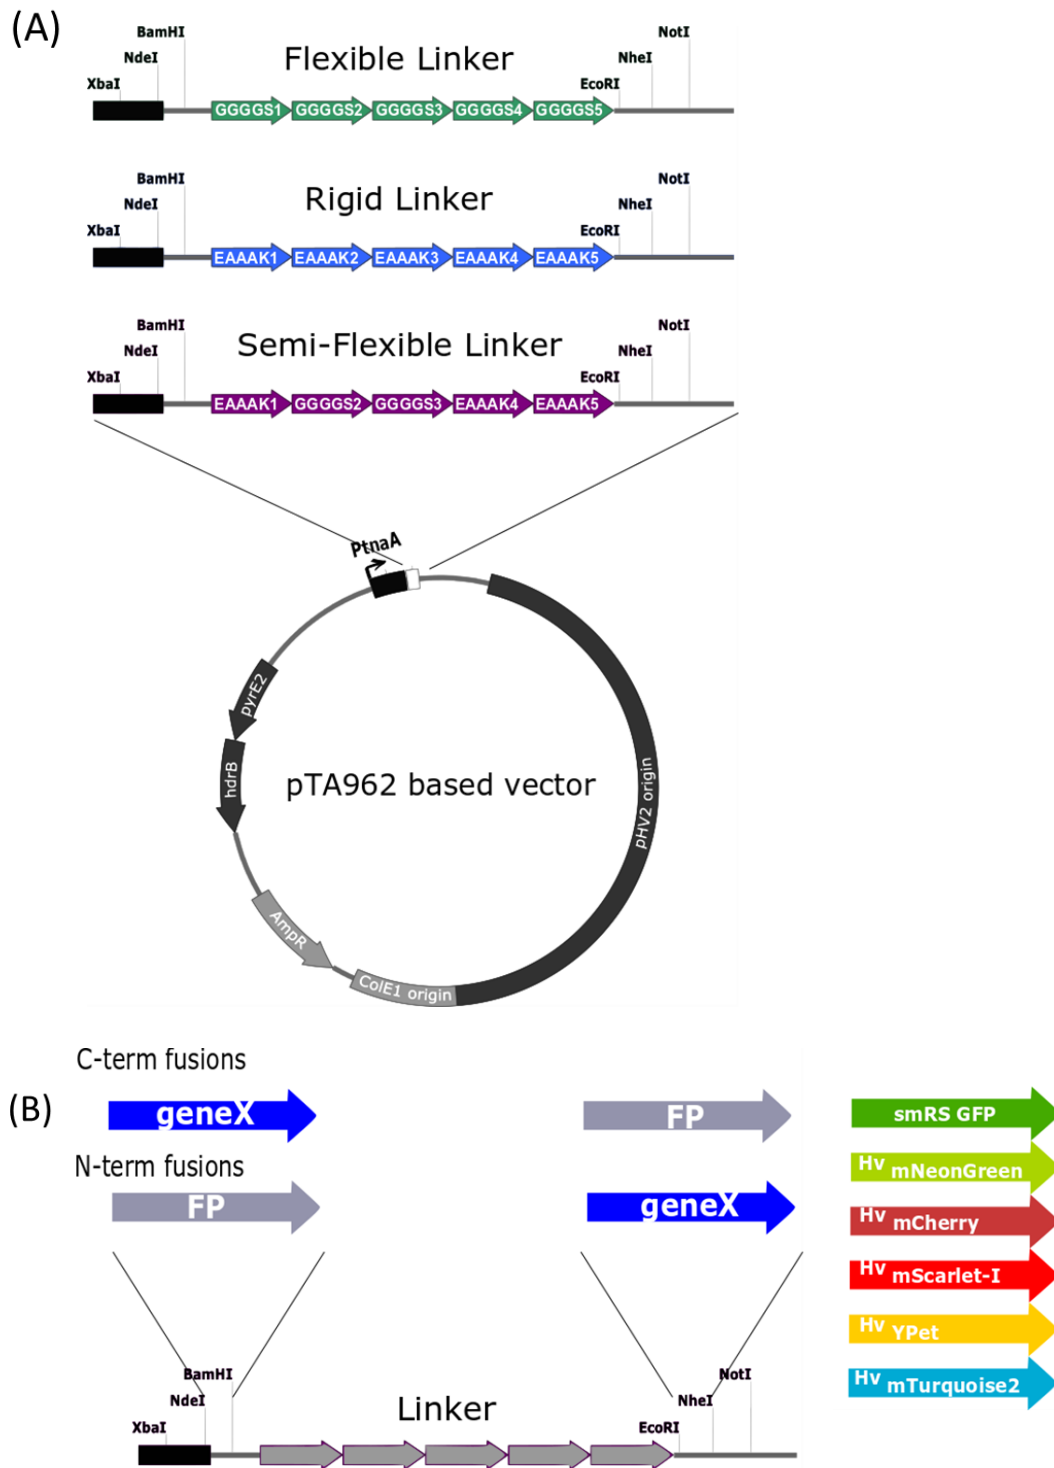 (A)
BamHI
NotI
NdeI
Flexible Linker
NheI
XbaI
EcoRI
GGGGS1 GGGGS2 GGGGS3 GGGGS4 GGGGS5
BamHI
NotI
NdeI
Rigid Linker
NheI
XbaI
EcoRI
EAAAK1 EAAAK2 EAAAK3 EAAAK4 EAAAK5
BamHI
NotI
NdeI
Semi-Flexible Linker
NheI
XbaI
EcoRI
EAAAK1 GGGGS2 GGGGS3 EAAAK4 EAAAK5
PtnaA
pyrE2
hdrB
pTA962 based vector
pHV2 origin
AmpR
ColE1 origin
C-term fusions
(B)
geneX
FP
N-term fusions
FP
geneX
smRS GFP
Hv mNeonGreen
Hv mCherry
Hv mScarlet-I
Hv YPet
Hv mTurquoise2
BamHI
NotI
NdeI
Linker
NheI
XbaI
EcoRI